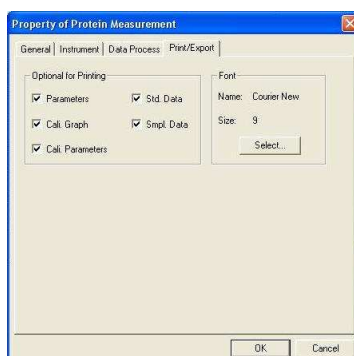 Property of Protein Measurement
General Instrument Data Process Print/Export
Optional for Printing
Parameters
Std. Data
Cali. Graph
Smpl. Data
Cali. Parameters
Font
Name: Courier New
Size: 9
Select...
OK Cancel